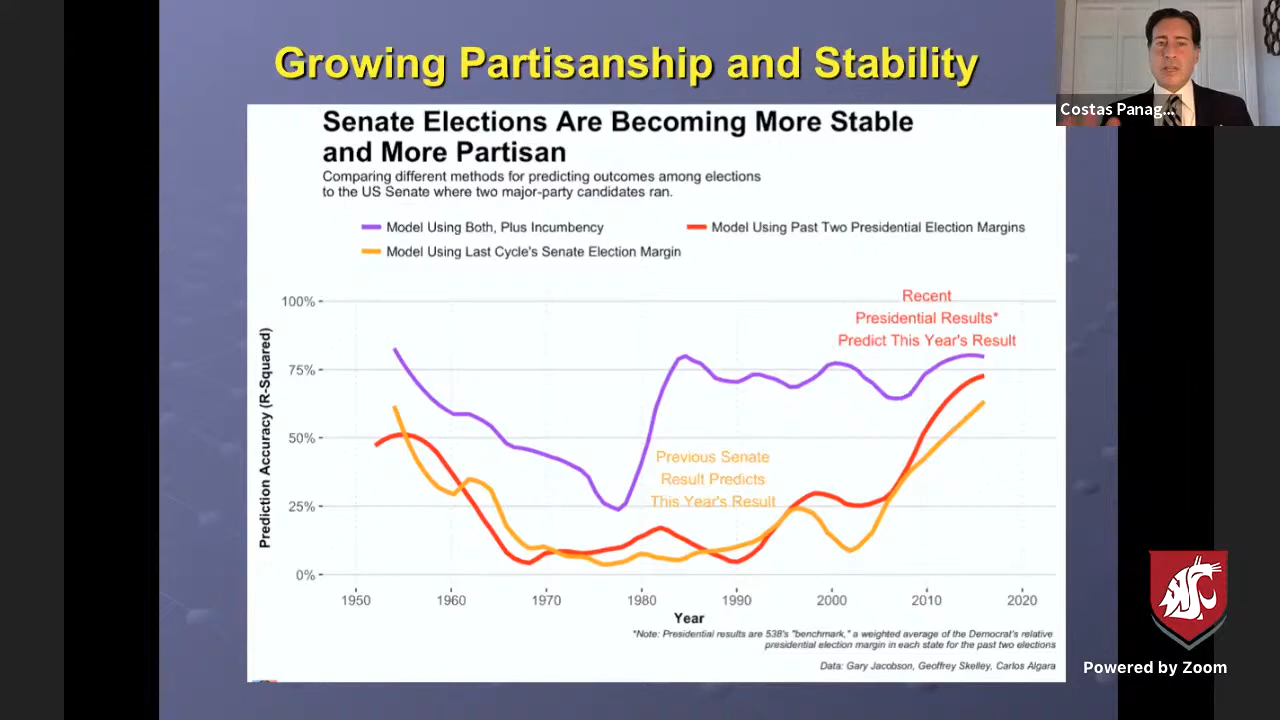 Growing Partisanship and Stability
Costas Panag...
Senate Elections Are Becoming More Stable
and More Partisan
Comparing different methods for predicting outcomes among elections
to the US Senate where two major-party candidates ran.
Model Using Both, Plus Incumbency
Model Using Past Two Presidential Election Margins
Model Using Last Cycle's Senate Election Margin
Recent
Presidential Results*
Predict This Year's Result
Previous Senate
Result Predicts
This Year's Result
Prediction Accuracy (R-Squared)
100%
75%
50%
25%
0%
1950
1960
1970
1980
1990
2000
2010
2020
Year
*Note: Presidential results are 538's "benchmark," a weighted average of the Democrat's relative
presidential election margin in each state for the past two elections
Data: Gary Jacobson, Geoffrey Skelley, Carlos Algara
Powered by Zoom